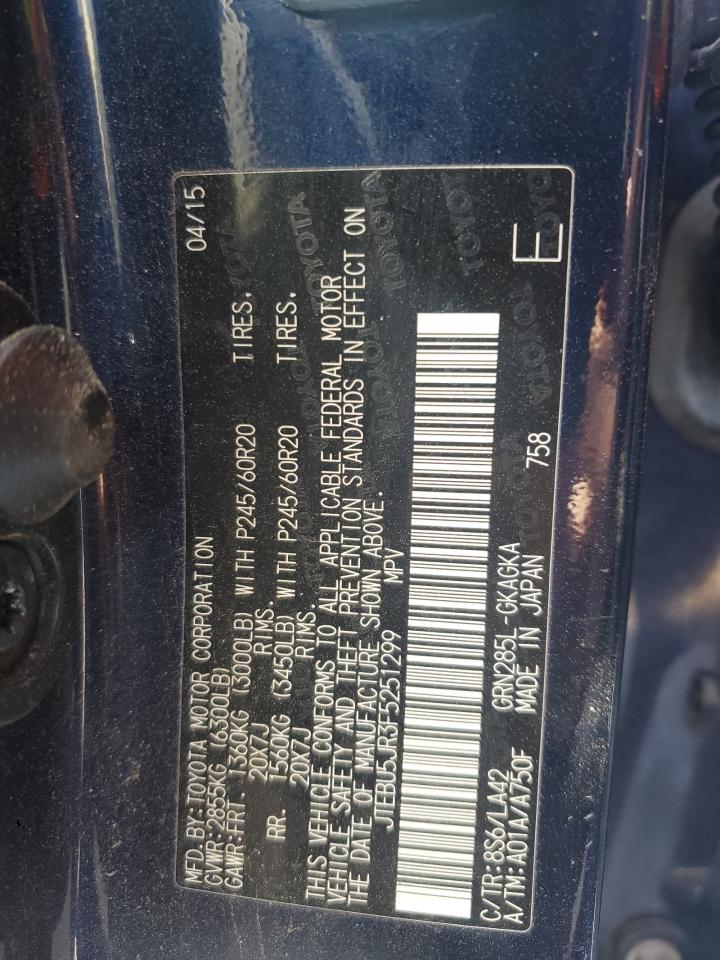 MFD.BY:TOYOTA MOTOR CORPORATION 04/15
GVWR:2855KG (6300LB)
GAWR:FRT. 1360KG (3000LB) WITH P245/60R20 TIRES.
20X7J RIMS.
RR. 1560KG (3450LB) WITH P245/60R20 TIRES.
20X7J RIMS.
THIS VEHICLE CONFORMS TO ALL APPLICABLE FEDERAL MOTOR
VEHICLE SAFETY AND THEFT PREVENTION STANDARDS IN EFFECT ON
THE DATE OF MANUFACTURE SHOWN ABOVE.
JTEBU5JR3F5251299 MPV
C/TR:8S6/LA42 GRN285L-GKAGKA
A/TM:A01A/A750F MADE IN JAPAN 758
E